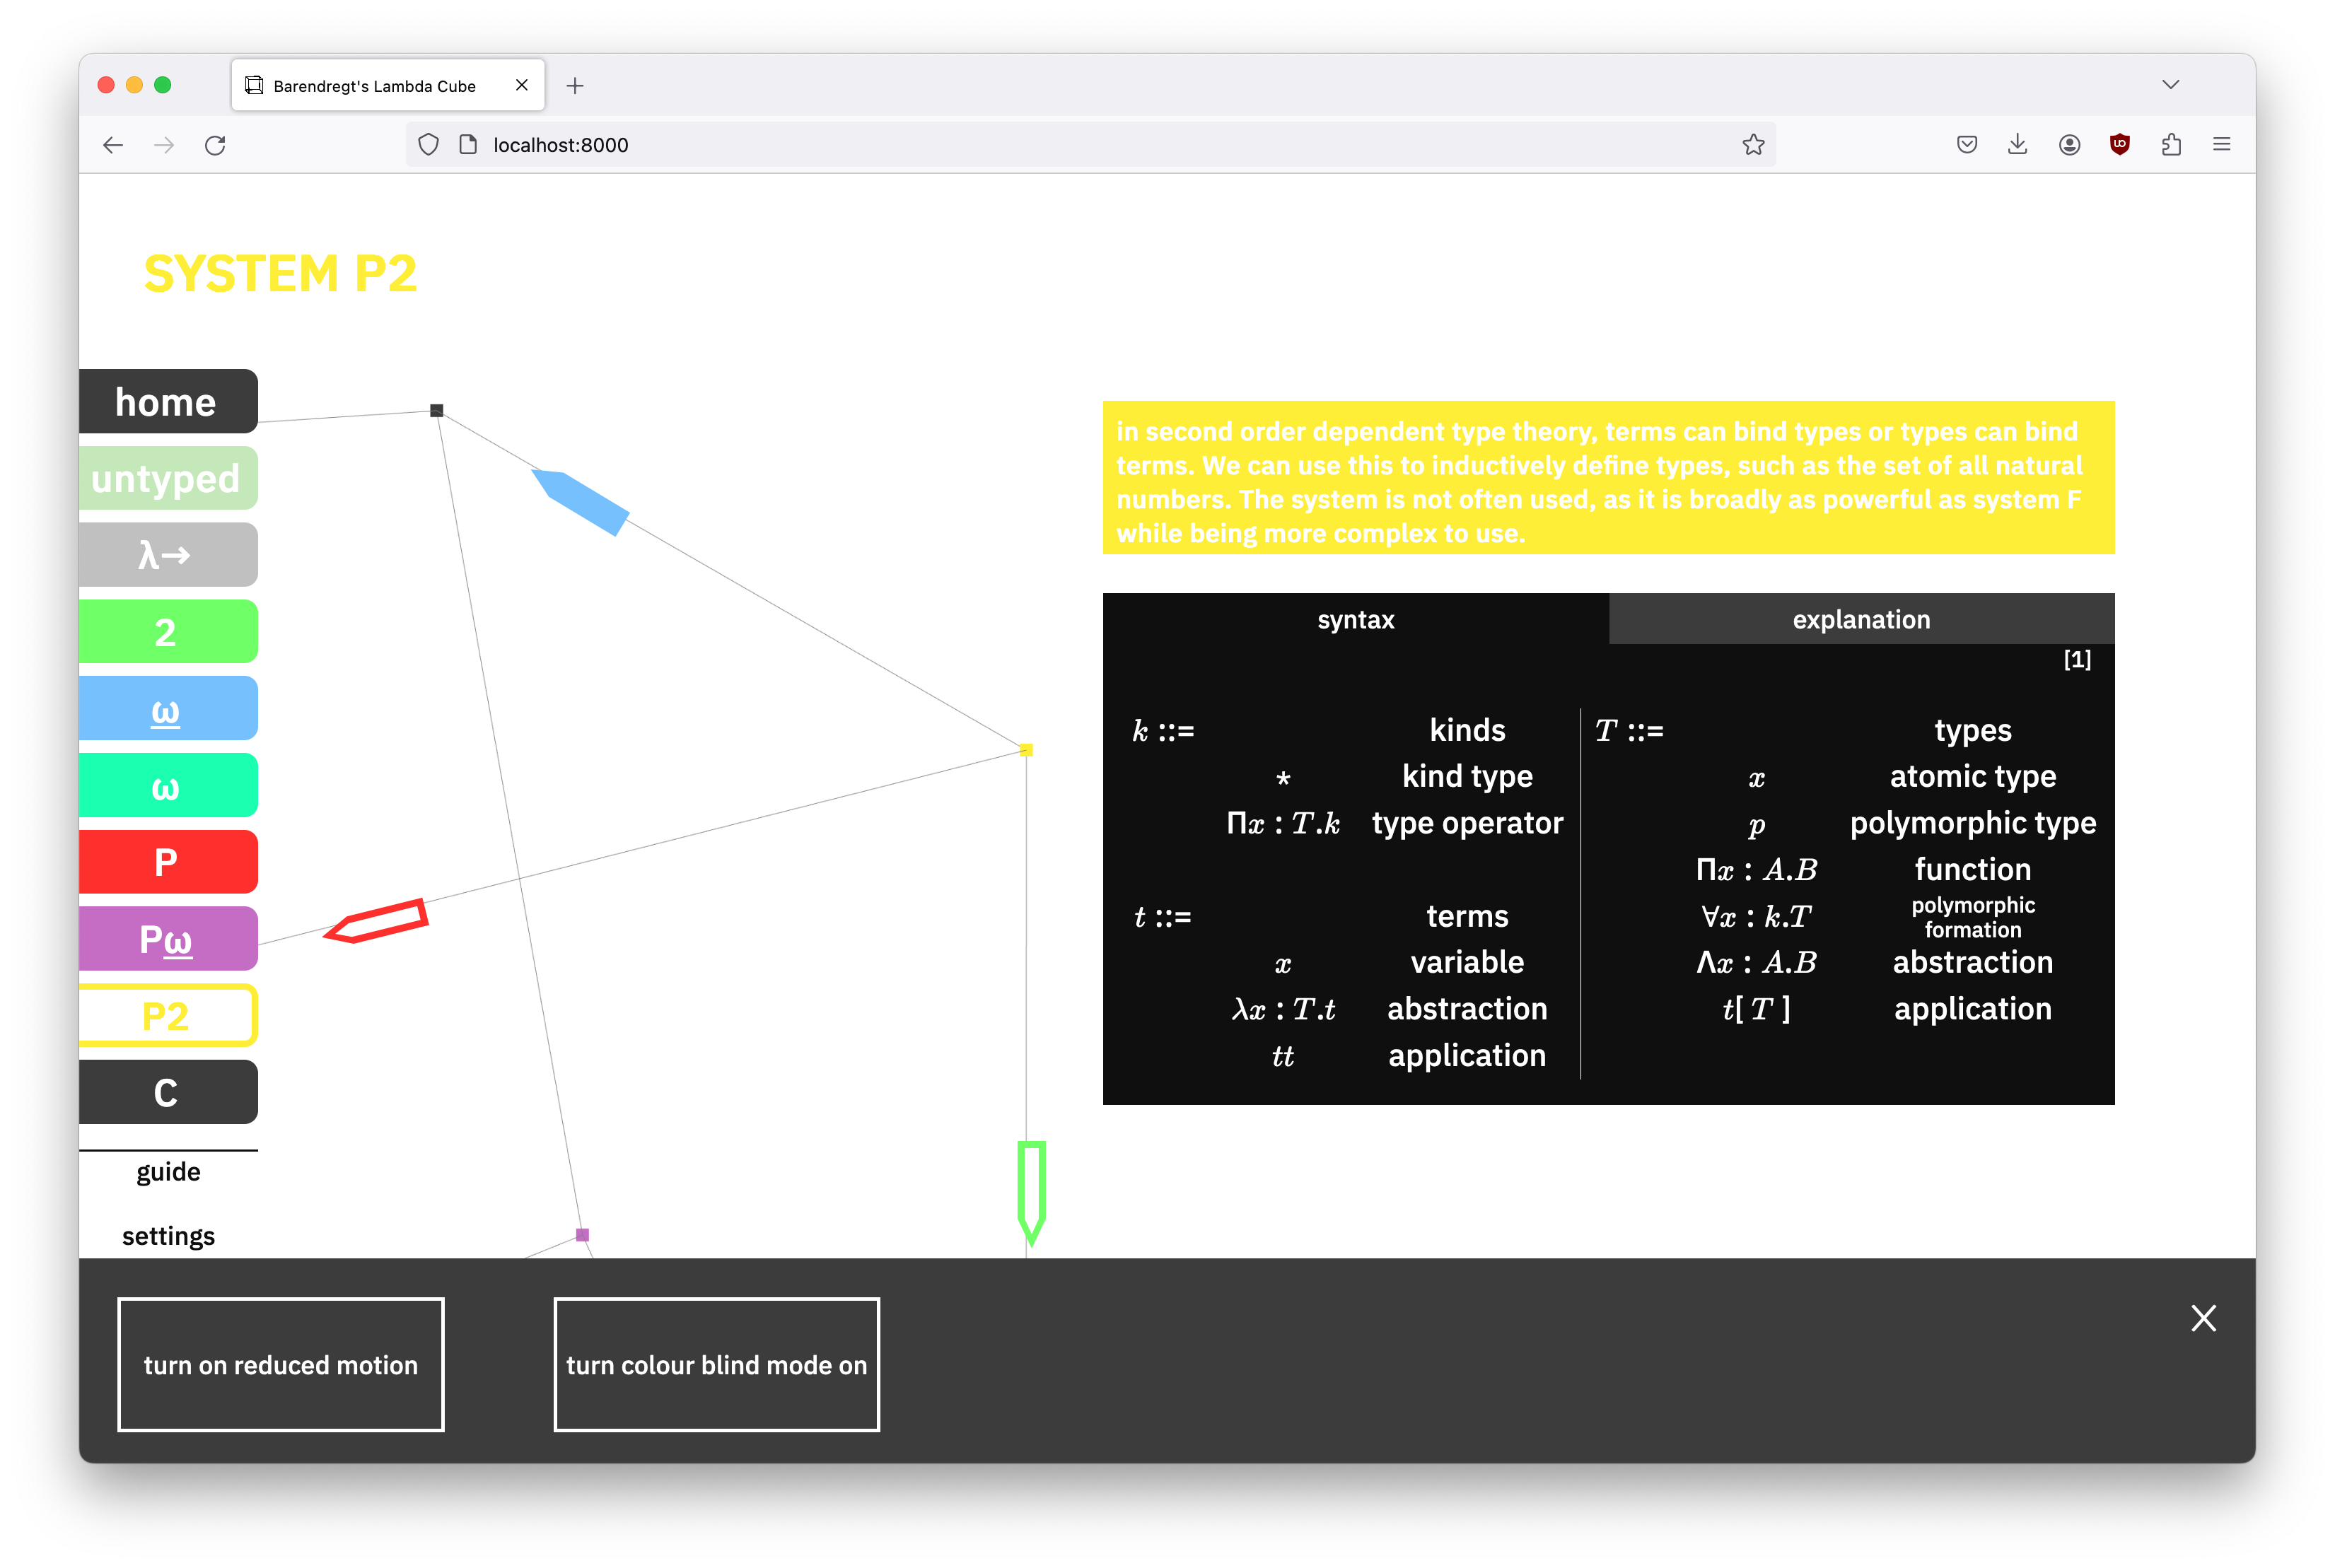 Barendregt's Lambda Cube
localhost:8000
SYSTEM P2
home
untyped
λ→
2
ω
ω
P
Pω
P2
C
guide
settings
in second order dependent type theory, terms can bind types or types can bind
terms. We can use this to inductively define types, such as the set of all natural
numbers. The system is not often used, as it is broadly as powerful as system F
while being more complex to use.
syntax explanation
[1]
k ::= kinds
* kind type
Πx : T.k type operator
t ::= terms
x variable
λx : T.t abstraction
tt application
T ::= types
x atomic type
p polymorphic type
Πx : A.B function
∀x : k.T polymorphic
formation
Λx : A.B abstraction
t[ T ] application
turn on reduced motion
turn colour blind mode on